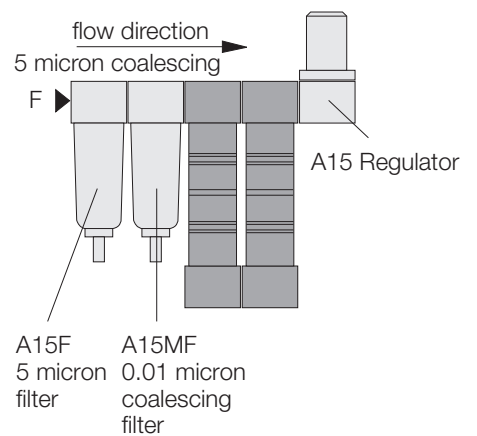 flow direction
5 micron coalescing
F
A15 Regulator
A15F
5 micron
filter
A15MF
0.01 micron
coalescing
filter